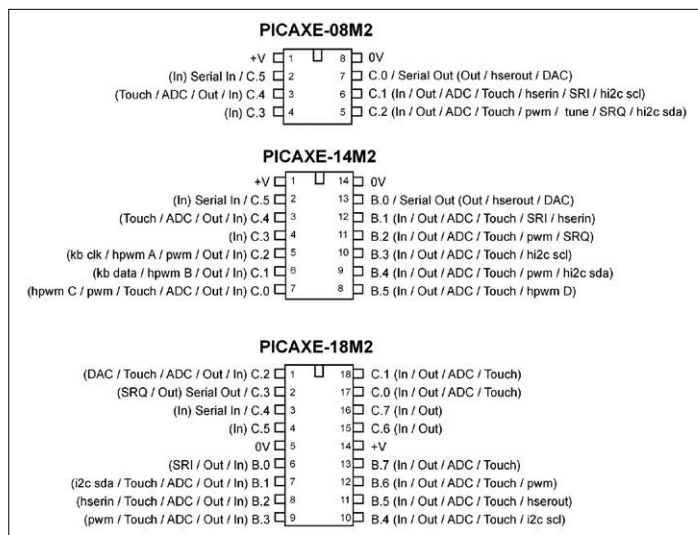 PICAXE-08M2
+V 1 8 0V
(In) Serial In / C.5 2 7 C.0 / Serial Out (Out / hserout / DAC)
(Touch / ADC / Out / In) C.4 3 6 C.1 (In / Out / ADC / Touch / hserin / SRI / hi2c scl)
(In) C.3 4 5 C.2 (In / Out / ADC / Touch / pwm / tune / SRQ / hi2c sda)
PICAXE-14M2
+V 1 14 0V
(In) Serial In / C.5 2 13 B.0 / Serial Out (Out / hserout / DAC)
(Touch / ADC / Out / In) C.4 3 12 B.1 (In / Out / ADC / Touch / SRI / hserin)
(In) C.3 4 11 B.2 (In / Out / ADC / Touch / pwm / SRQ)
(kb clk / hpwm A / pwm / Out / In) C.2 5 10 B.3 (In / Out / ADC / Touch / hi2c scl)
(kb data / hpwm B / Out / In) C.1 6 9 B.4 (In / Out / ADC / Touch / pwm / hi2c sda)
(hpwm C / pwm / Touch / ADC / Out / In) C.0 7 8 B.5 (In / Out / ADC / Touch / hpwm D)
PICAXE-18M2
(DAC / Touch / ADC / Out / In) C.2 1 18 C.1 (In / Out / ADC / Touch)
(SRQ / Out) Serial Out / C.3 2 17 C.0 (In / Out / ADC / Touch)
(In) Serial In / C.4 3 16 C.7 (In / Out)
(In) C.5 4 15 C.6 (In / Out)
0V 5 14 +V
(SRI / Out / In) B.0 6 13 B.7 (In / Out / ADC / Touch)
(i2c sda / Touch / ADC / Out / In) B.1 7 12 B.6 (In / Out / ADC / Touch / pwm)
(hserin / Touch / ADC / Out / In) B.2 8 11 B.5 (In / Out / ADC / Touch / hserout)
(pwm / Touch / ADC / Out / In) B.3 9 10 B.4 (In / Out / ADC / Touch / i2c scl)